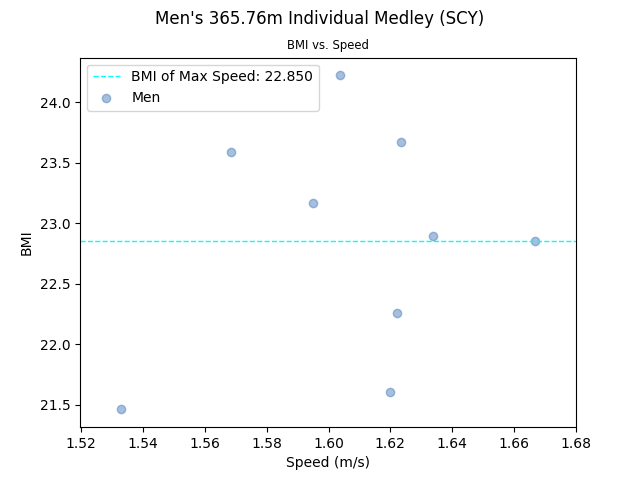 Men's 365.76m Individual Medley (SCY)
BMI vs. Speed
BMI of Max Speed: 22.850
Men
24.0
23.5
23.0
22.5
22.0
21.5
BMI
1.52 1.54 1.56 1.58 1.60 1.62 1.64 1.66 1.68
Speed (m/s)